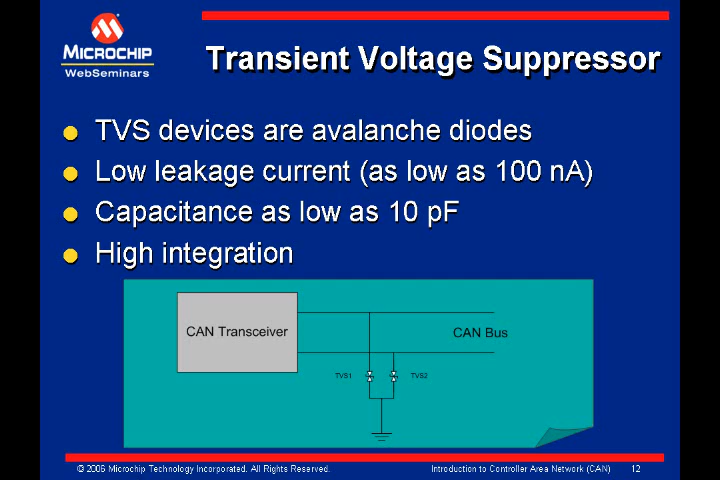 MICROCHIP
WebSeminars
Transient Voltage Suppressor
TVS devices are avalanche diodes
Low leakage current (as low as 100 nA)
Capacitance as low as 10 pF
High integration
CAN Transceiver
CAN Bus
TVS1
TVS2
© 2006 Microchip Technology Incorporated. All Rights Reserved.
Introduction to Controller Area Network (CAN)
12